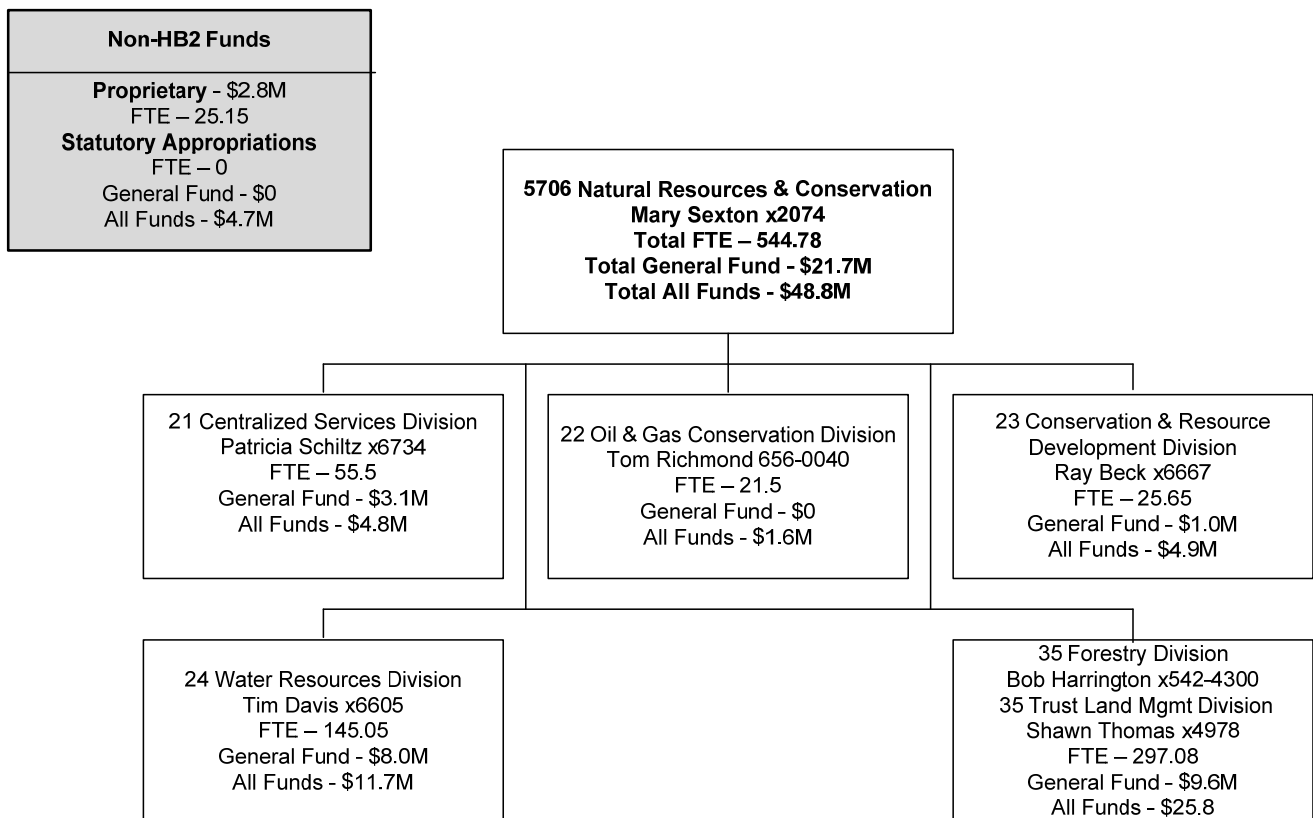 Non-HB2 Funds
Proprietary - $2.8M
FTE – 25.15
Statutory Appropriations
FTE – 0
General Fund - $0
All Funds - $4.7M
5706 Natural Resources & Conservation
Mary Sexton x2074
Total FTE – 544.78
Total General Fund - $21.7M
Total All Funds - $48.8M
21 Centralized Services Division
Patricia Schiltz x6734
FTE – 55.5
General Fund - $3.1M
All Funds - $4.8M
22 Oil & Gas Conservation Division
Tom Richmond 656-0040
FTE – 21.5
General Fund - $0
All Funds - $1.6M
23 Conservation & Resource
Development Division
Ray Beck x6667
FTE – 25.65
General Fund - $1.0M
All Funds - $4.9M
24 Water Resources Division
Tim Davis x6605
FTE – 145.05
General Fund - $8.0M
All Funds - $11.7M
35 Forestry Division
Bob Harrington x542-4300
35 Trust Land Mgmt Division
Shawn Thomas x4978
FTE – 297.08
General Fund - $9.6M
All Funds - $25.8